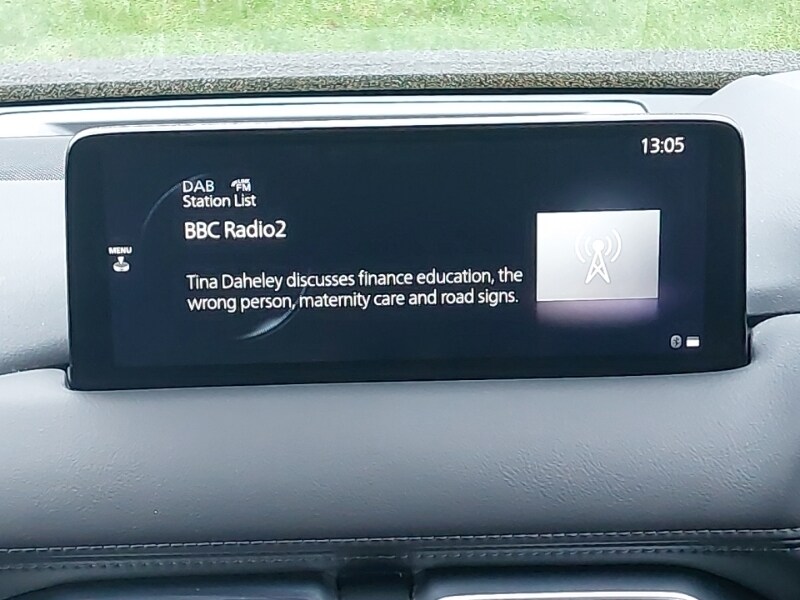 13:05
DAB LINK FM
Station List
BBC Radio2
MENU
Tina Daheley discusses finance education, the
wrong person, maternity care and road signs.